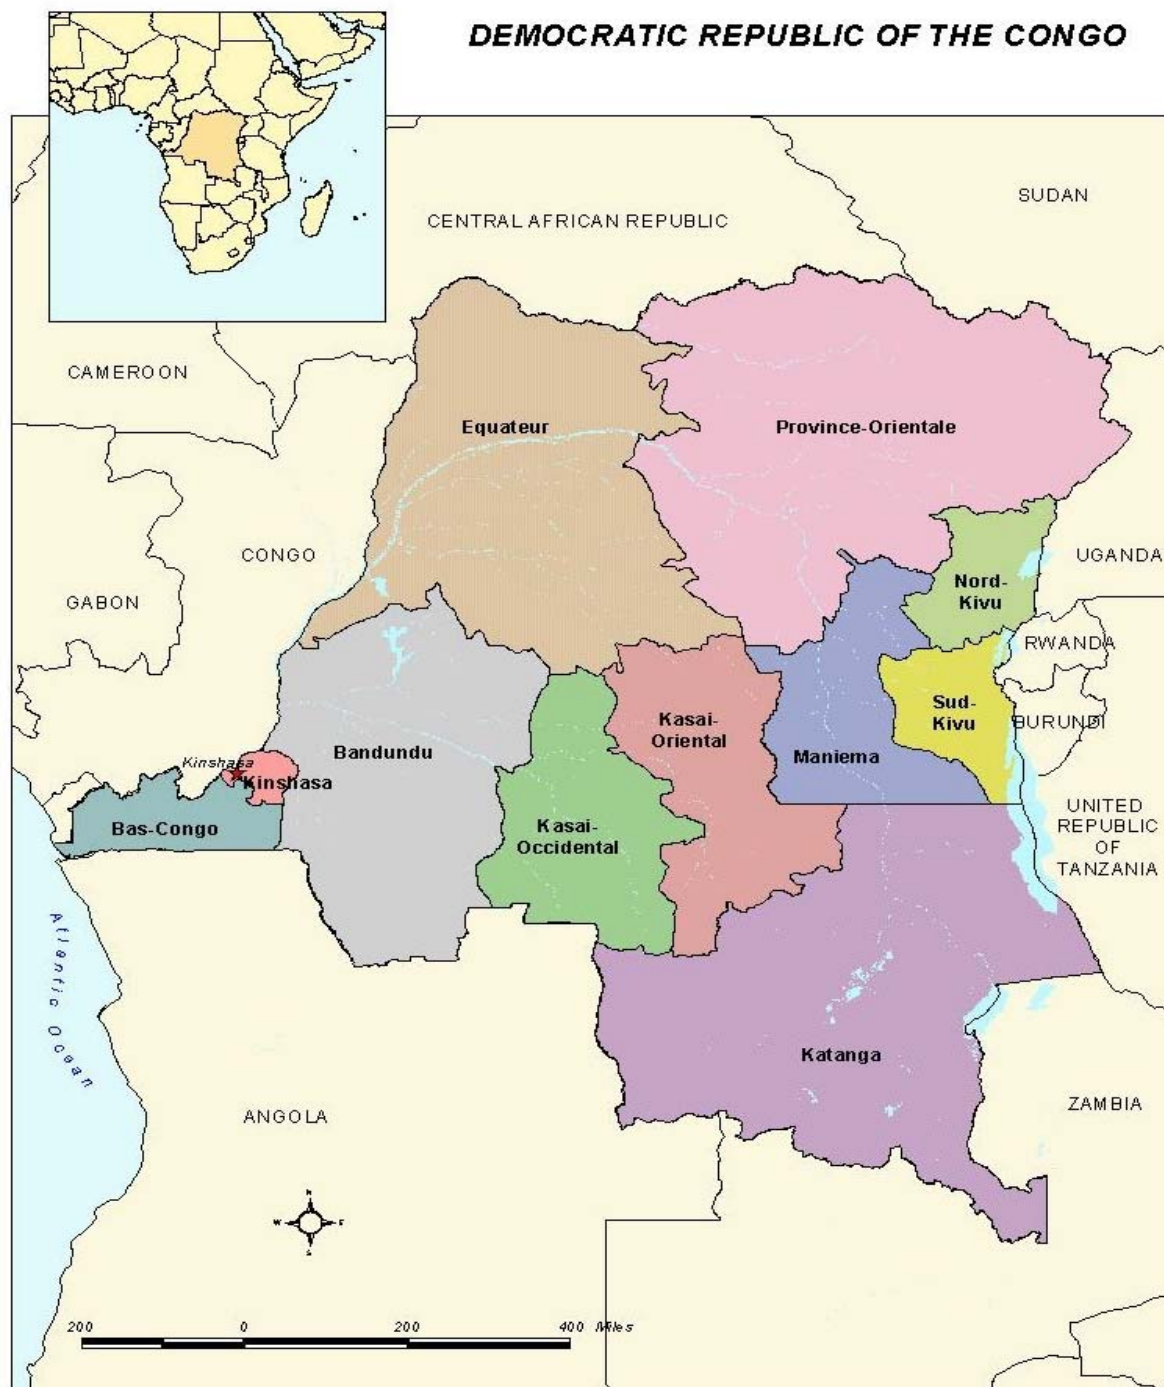 DEMOCRATIC REPUBLIC OF THE CONGO
SUDAN
CENTRAL AFRICAN REPUBLIC
CAMEROON
Equateur
Province-Orientale
CONGO
UGANDA
GABON
Nord-
Kivu
RWANDA
Sud-
Kivu
BURUNDI
Kasai-
Oriental
Bandundu
Maniema
Kinshasa
Kinshasa
Bas-Congo
Kasai-
Occidental
UNITED
REPUBLIC
OF
TANZANIA
Atlantic Ocean
Katanga
ZAMBIA
ANGOLA
N
W E
S
200 0 200 400 Miles